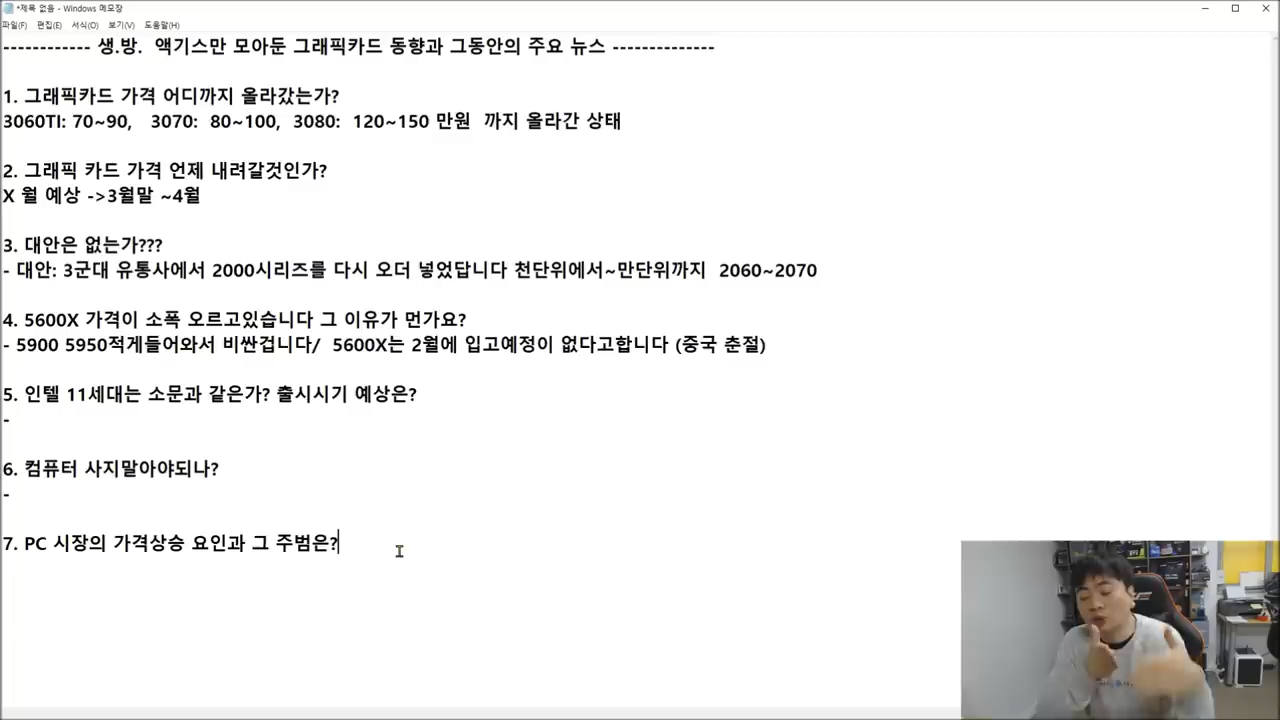 *제목 없음 - Windows 메모장
파일(F) 편집(E) 서식(O) 보기(V) 도움말(H)
------------ 생.방.  액기스만 모아둔 그래픽카드 동향과 그동안의 주요 뉴스 --------------
1. 그래픽카드 가격 어디까지 올라갔는가?
3060TI: 70~90,   3070:  80~100,  3080:  120~150 만원  까지 올라간 상태
2. 그래픽 카드 가격 언제 내려갈것인가?
X 월 예상 ->3월말 ~4월
3. 대안은 없는가???
- 대안: 3군대 유통사에서 2000시리즈를 다시 오더 넣었답니다 천단위에서~만단위까지  2060~2070
4. 5600X 가격이 소폭 오르고있습니다 그 이유가 먼가요?
- 5900 5950적게들어와서 비싼겁니다/  5600X는 2월에 입고예정이 없다고합니다 (중국 춘절)
5. 인텔 11세대는 소문과 같은가? 출시시기 예상은?
-
6. 컴퓨터 사지말아야되나?
-
7. PC 시장의 가격상승 요인과 그 주범은?